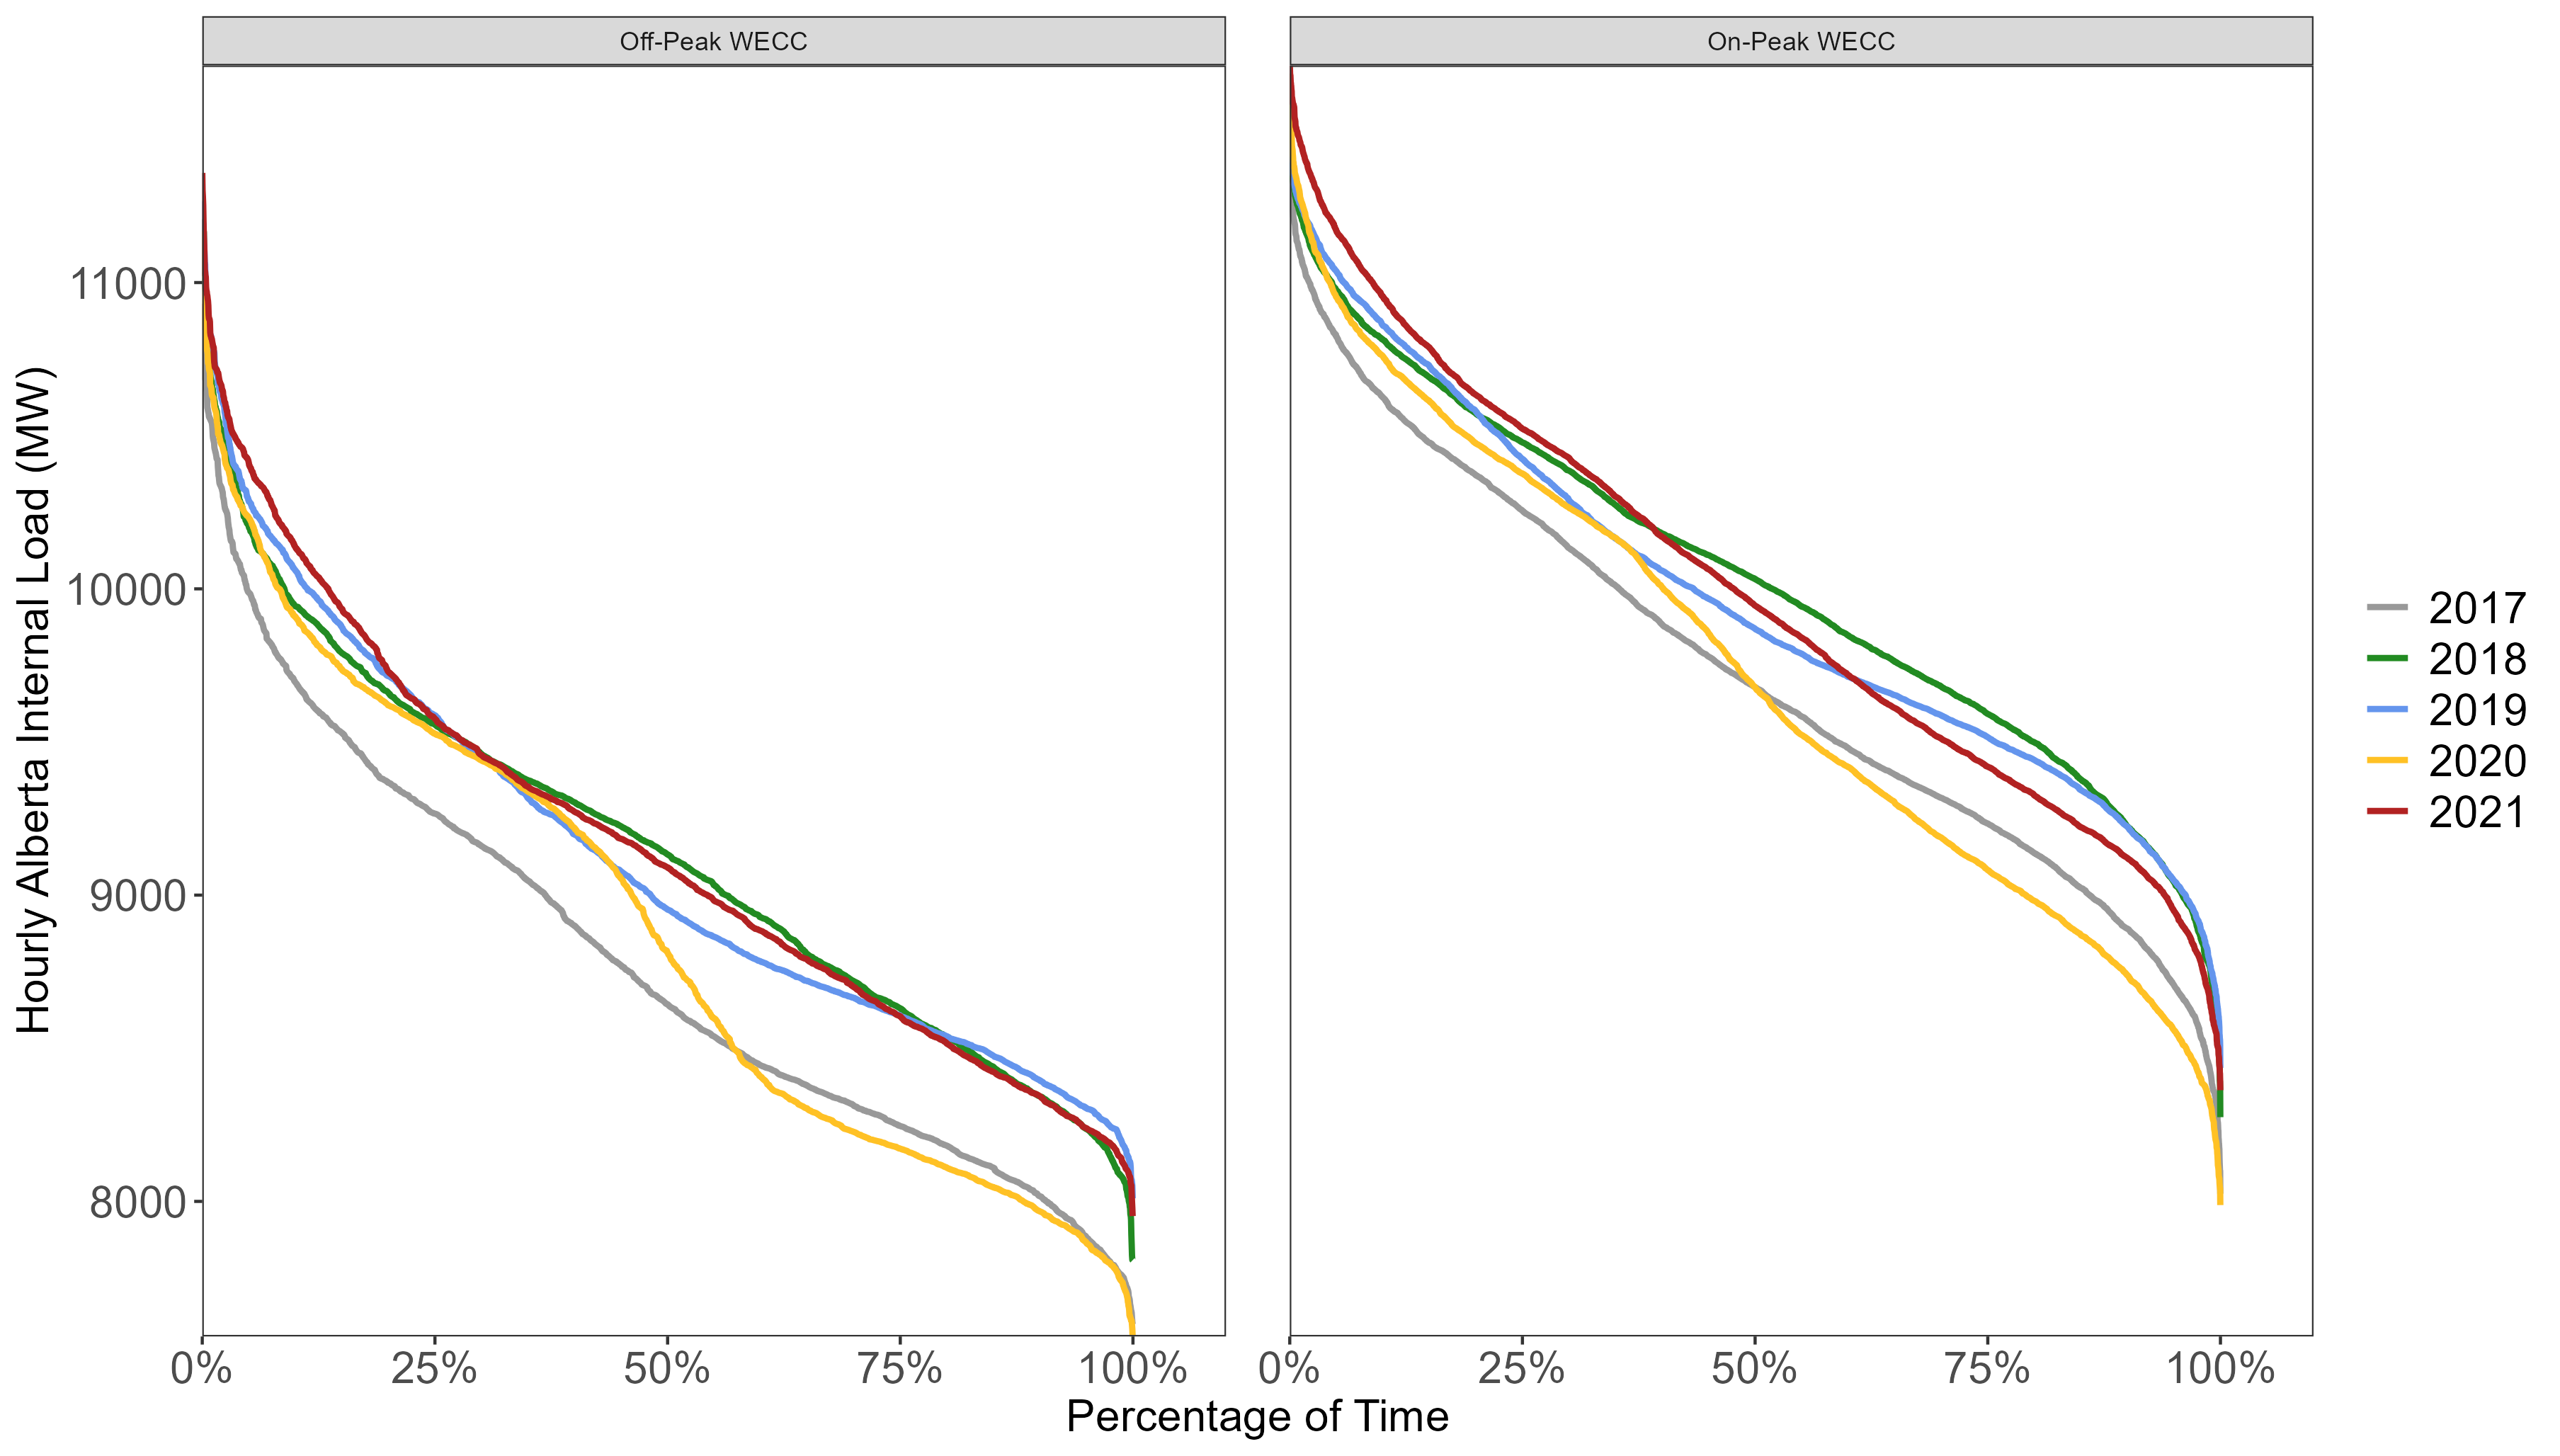 Off-Peak WECC
On-Peak WECC
Hourly Alberta Internal Load (MW)
11000
10000
9000
8000
0% 25% 50% 75% 100%
0% 25% 50% 75% 100%
Percentage of Time
2017
2018
2019
2020
2021